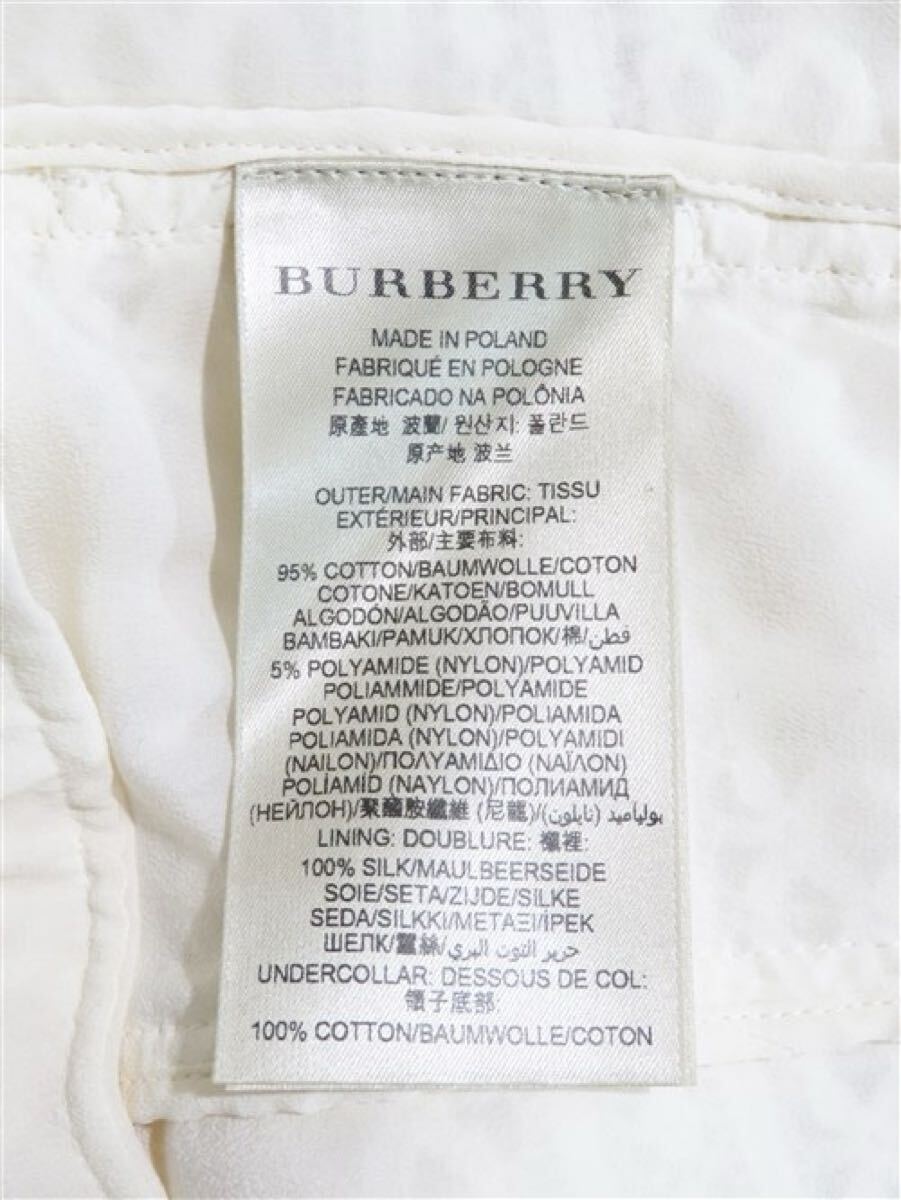 BURBERRY
MADE IN POLAND
FABRIQUÉ EN POLOGNE
FABRICADO NA POLÔNIA
原產地 波蘭/ 원산지: 폴란드
原产地 波兰
OUTER/MAIN FABRIC: TISSU
EXTÉRIEUR/PRINCIPAL:
外部/主要布料:
95% COTTON/BAUMWOLLE/COTON
COTONE/KATOEN/BOMULL
ALGODÓN/ALGODÃO/PUUVILLA
BAMBAKI/PAMUK/ХЛОПОК/棉/قطن
5% POLYAMIDE (NYLON)/POLYAMID
POLIAMMIDE/POLYAMIDE
POLYAMID (NYLON)/POLIAMIDA
POLIAMIDA (NYLON)/POLYAMIDI
(NAILON)/ΠΟΛΥΑΜΙΔΙΟ (ΝΑΪΛΟΝ)
POLİAMİD (NAYLON)/ПОЛИАМИД
(НЕЙЛОН)/聚醯胺纖維 (尼龍)/بولياميد (نايلون)
LINING: DOUBLURE: 襯裡:
100% SILK/MAULBEERSEIDE
SOIE/SETA/ZIJDE/SILKE
SEDA/SILKKI/ΜΕΤΑΞΙ/İPEK
ШЕЛК/蠶絲/حرير التوت البري
UNDERCOLLAR: DESSOUS DE COL:
領子底部:
100% COTTON/BAUMWOLLE/COTON